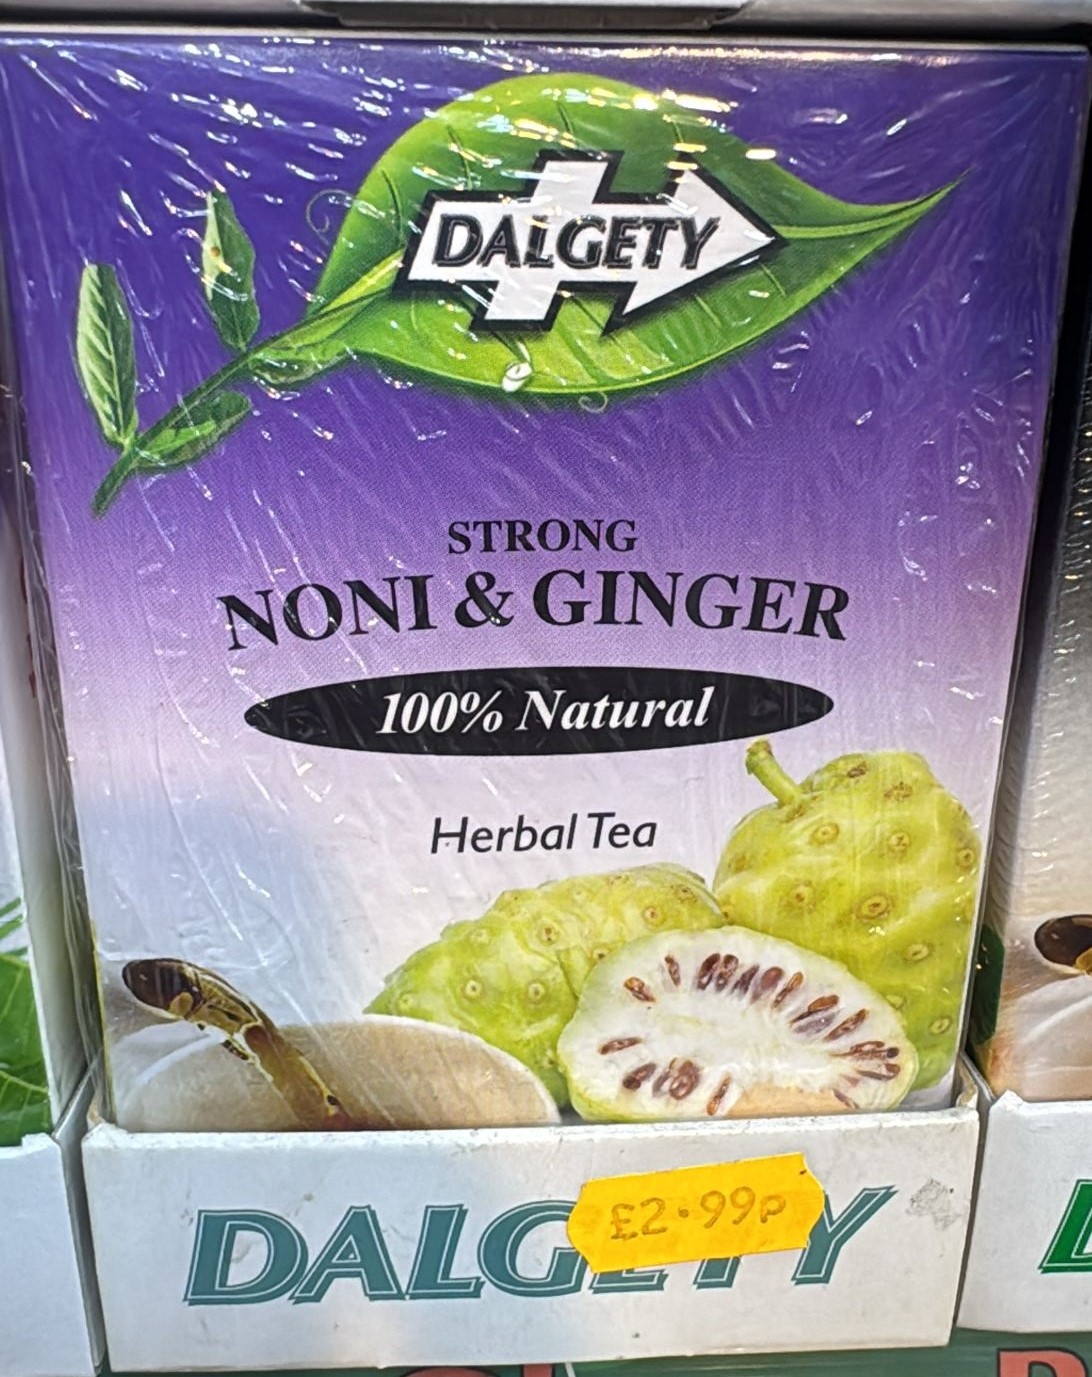 DALGETY
STRONG
NONI & GINGER
100% Natural
Herbal Tea
£2.99P